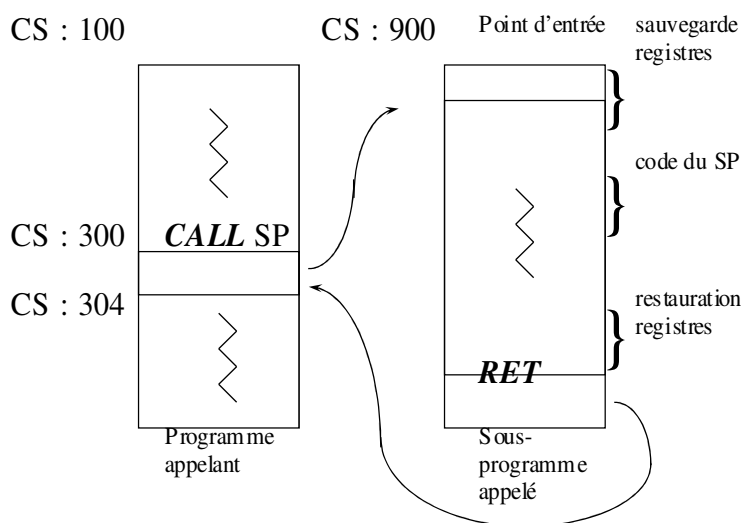 CS : 100
CS : 900
Point d'entrée
sauvegarde
registres
code du SP
CS : 300
CALL SP
CS : 304
restauration
registres
RET
Programme
appelant
Sous-
programme
appelé